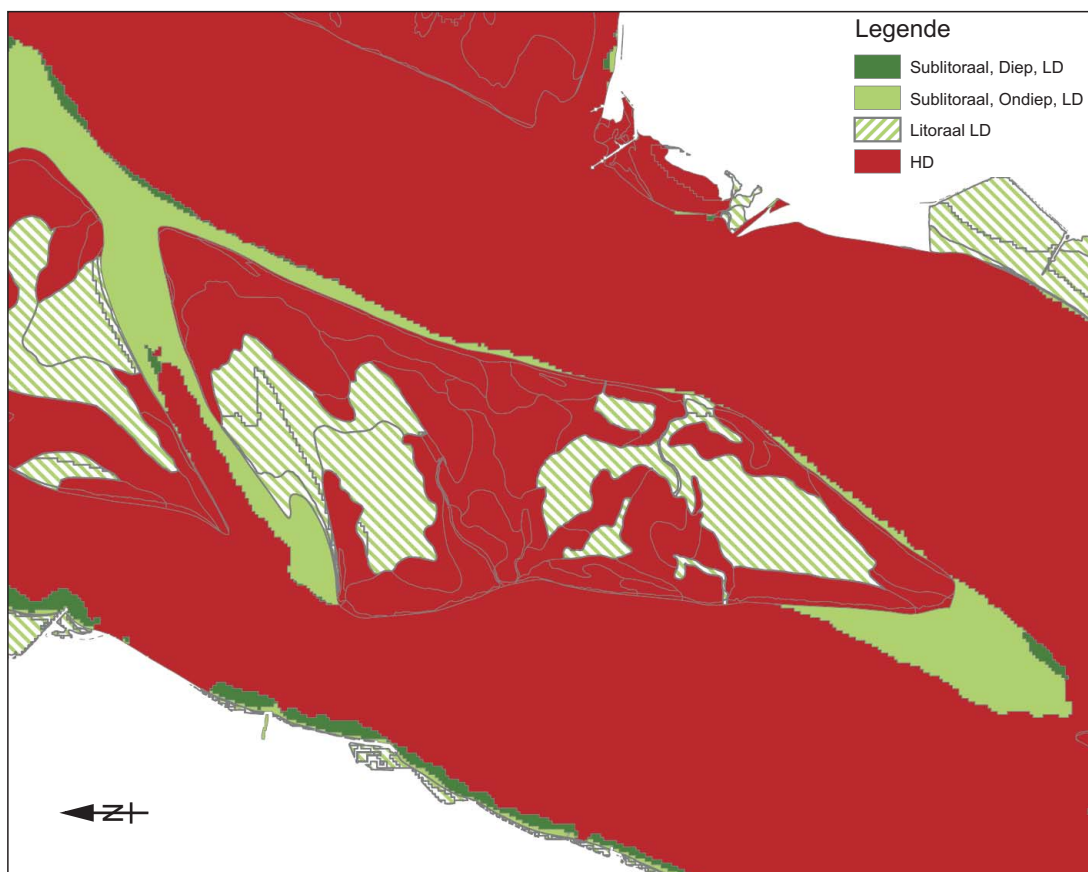 Legende
Sublitoraal, Diep, LD
Sublitoraal, Ondiep, LD
Litoraal LD
HD
N